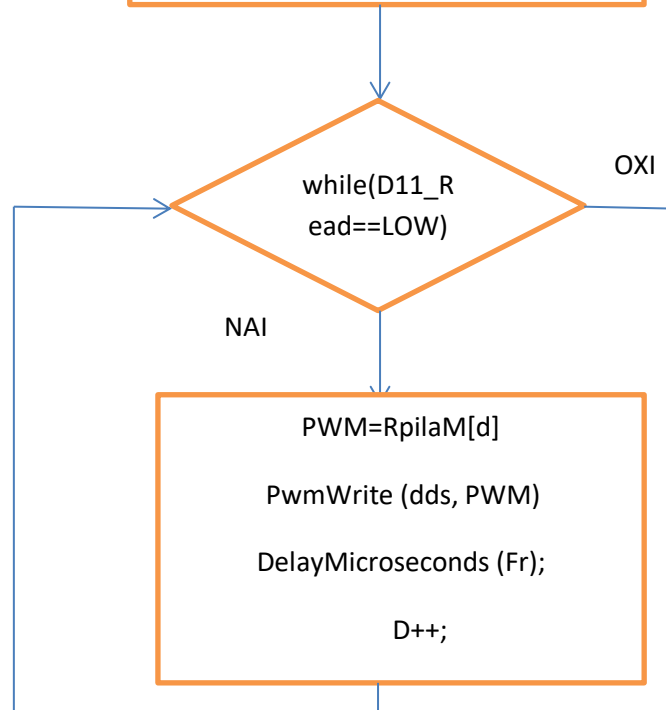 while(D11_R
ead==LOW)
OXI
NAI
PWM=RpilaM[d]
PwmWrite (dds, PWM)
DelayMicroseconds (Fr);
D++;